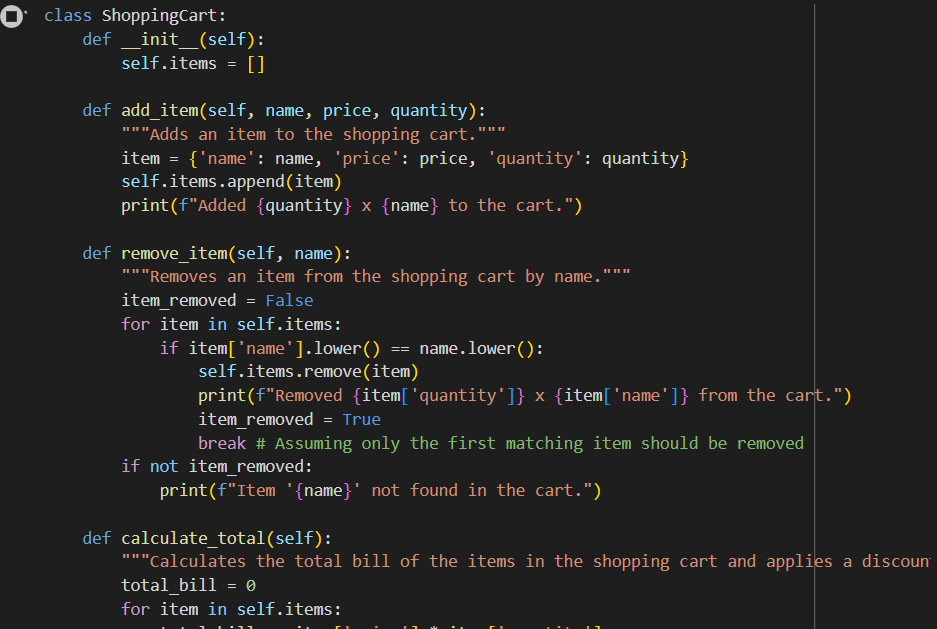 class ShoppingCart:
    def __init__(self):
        self.items = []

    def add_item(self, name, price, quantity):
        """Adds an item to the shopping cart."""
        item = {'name': name, 'price': price, 'quantity': quantity}
        self.items.append(item)
        print(f"Added {quantity} x {name} to the cart.")

    def remove_item(self, name):
        """Removes an item from the shopping cart by name."""
        item_removed = False
        for item in self.items:
            if item['name'].lower() == name.lower():
                self.items.remove(item)
                print(f"Removed {item['quantity']} x {item['name']} from the cart.")
                item_removed = True
                break # Assuming only the first matching item should be removed
        if not item_removed:
            print(f"Item '{name}' not found in the cart.")

    def calculate_total(self):
        """Calculates the total bill of the items in the shopping cart and applies a discoun
        total_bill = 0
        for item in self.items: